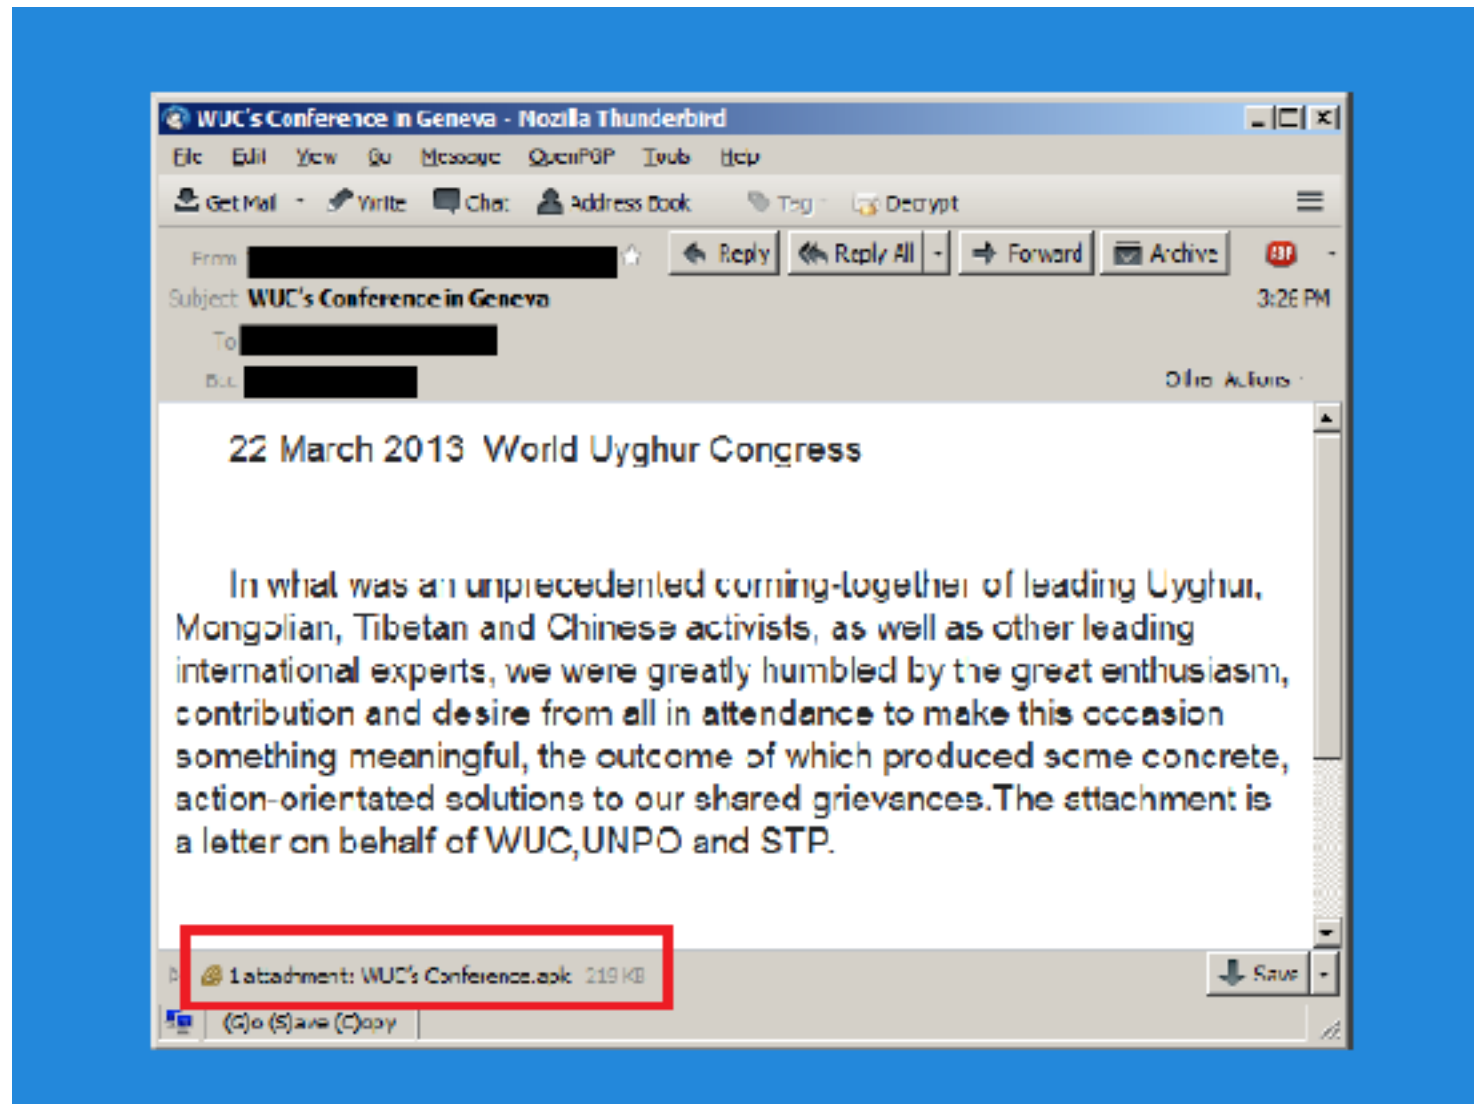 WUC's Conference in Geneva - Mozilla Thunderbird
File Edit View Go Message OpenPGP Tools Help
Get Mail Write Chat Address Book Tag Decrypt
From Reply Reply All Forward Archive ABP
Subject WUC's Conference in Geneva 3:26 PM
To
Bcc Other Actions
22 March 2013 World Uyghur Congress
In what was an unprecedented coming-together of leading Uyghur,
Mongolian, Tibetan and Chinese activists, as well as other leading
international experts, we were greatly humbled by the great enthusiasm,
contribution and desire from all in attendance to make this occasion
something meaningful, the outcome of which produced some concrete,
action-orientated solutions to our shared grievances.The attachment is
a letter on behalf of WUC,UNPO and STP.
1 attachment: WUC's Conference.apk 219 KB Save
(G)o (S)ave (C)opy